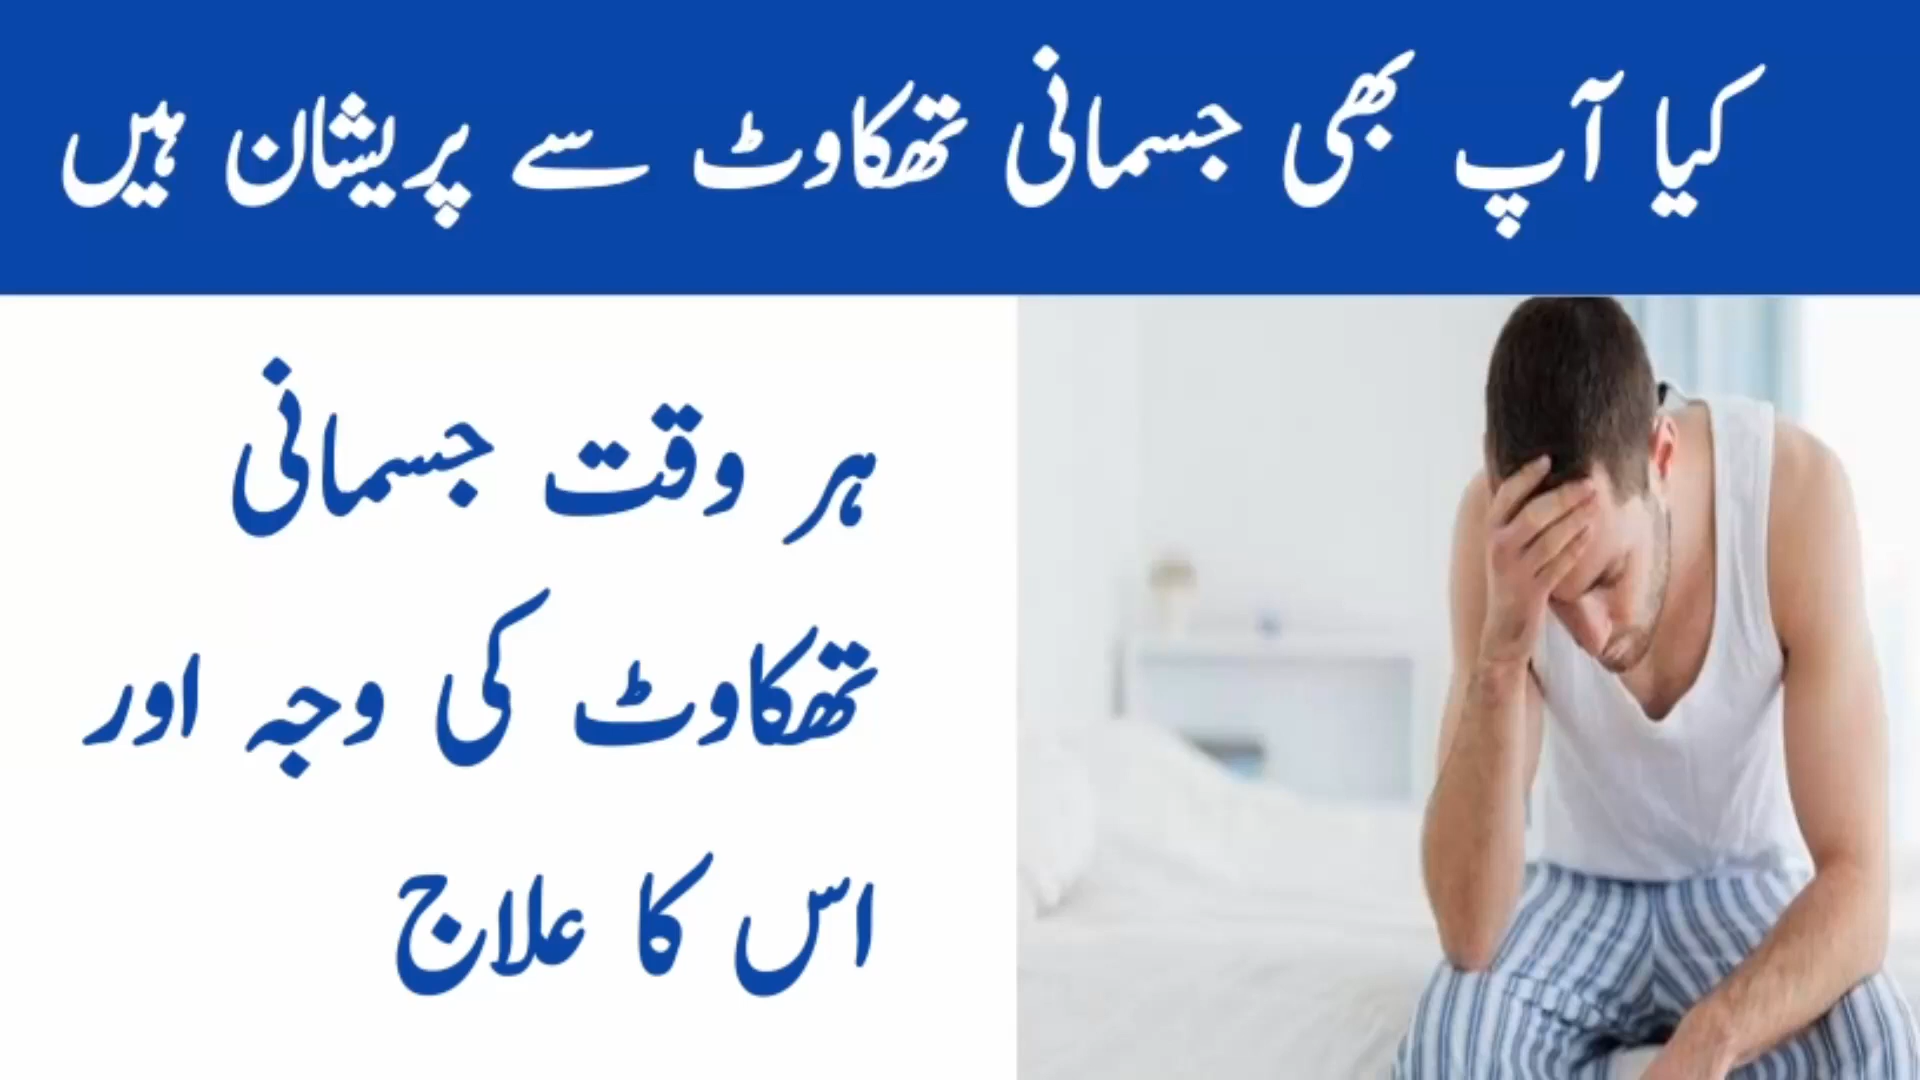 کیا آپ بھی جسمانی تھکاوٹ سے پریشان ہیں
ہر وقت جسمانی
تھکاوٹ کی وجہ اور
اس کا علاج